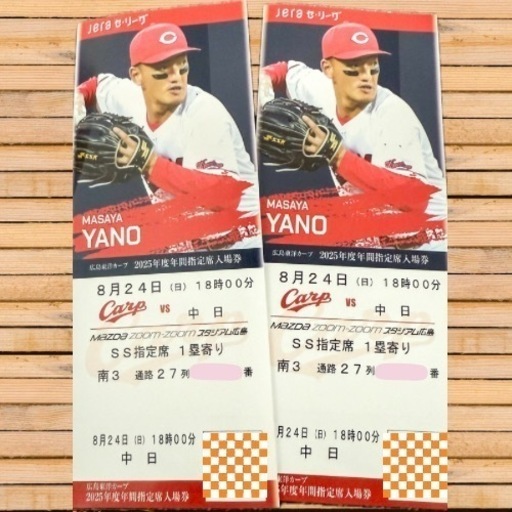 Jera セ・リーグ
MASAYA
YANO
広島東洋カープ 2025年度年間指定席入場券
8月24日 (日) 18時00分
Carp VS 中日
MAZDA ZOOM-ZOOM スタジアム広島
SS指定席 1塁寄り
南3 通路27列 番
8月24日 (日) 18時00分
中日
広島東洋カープ
2025年度年間指定席入場券
Jera セ・リーグ
MASAYA
YANO
広島東洋カープ 2025年度年間指定席入場券
8月24日 (日) 18時00分
Carp VS 中日
MAZDA ZOOM-ZOOM スタジアム広島
SS指定席 1塁寄り
南3 通路27列 番
月24日 (日) 18時00分
中日
東洋カープ
年度年間指定席入場券